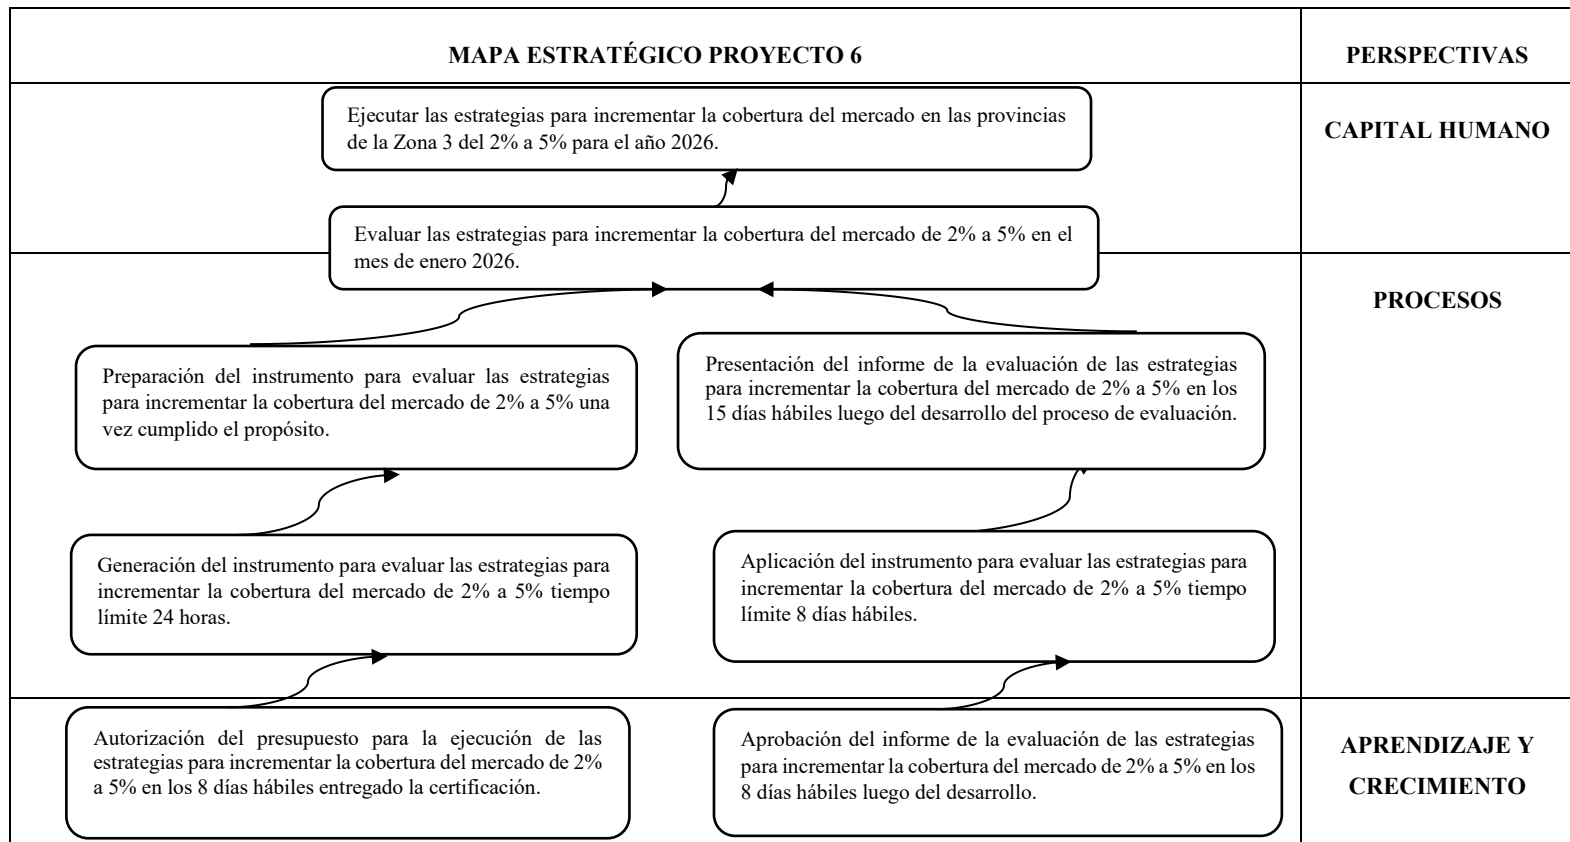 MAPA ESTRATÉGICO PROYECTO 6
PERSPECTIVAS
Ejecutar las estrategias para incrementar la cobertura del mercado en las provincias
de la Zona 3 del 2% a 5% para el año 2026.
CAPITAL HUMANO
Evaluar las estrategias para incrementar la cobertura del mercado de 2% a 5% en el
mes de enero 2026.
PROCESOS
Preparación del instrumento para evaluar las estrategias
para incrementar la cobertura del mercado de 2% a 5% una
vez cumplido el propósito.
Presentación del informe de la evaluación de las estrategias
para incrementar la cobertura del mercado de 2% a 5% en los
15 días hábiles luego del desarrollo del proceso de evaluación.
Generación del instrumento para evaluar las estrategias para
incrementar la cobertura del mercado de 2% a 5% tiempo
límite 24 horas.
Aplicación del instrumento para evaluar las estrategias para
incrementar la cobertura del mercado de 2% a 5% tiempo
límite 8 días hábiles.
Autorización del presupuesto para la ejecución de las
estrategias para incrementar la cobertura del mercado de 2%
a 5% en los 8 días hábiles entregado la certificación.
Aprobación del informe de la evaluación de las estrategias
para incrementar la cobertura del mercado de 2% a 5% en los
8 días hábiles luego del desarrollo.
APRENDIZAJE Y
CRECIMIENTO